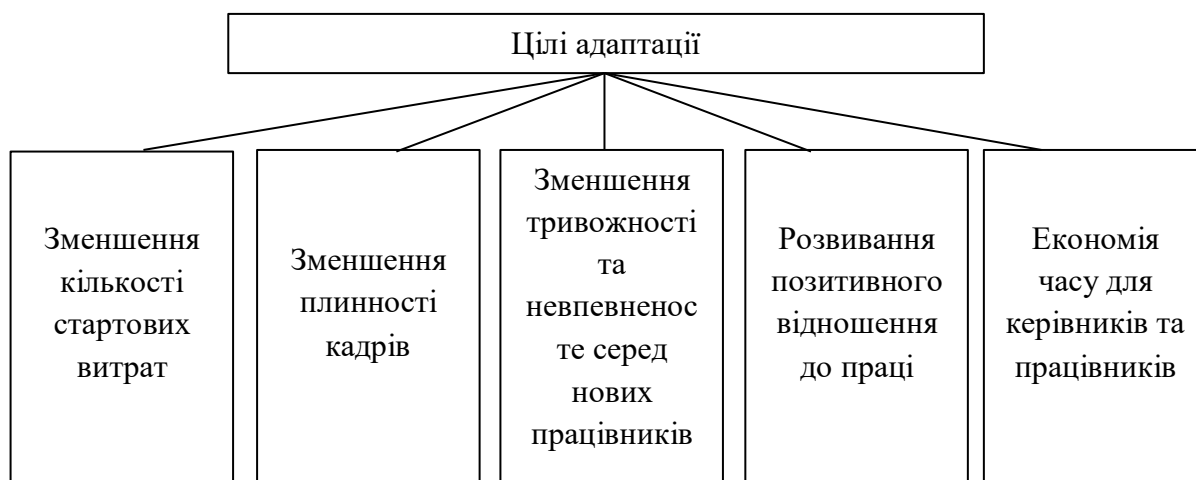 Цілі адаптації
Зменшення
кількості
стартових
витрат
Зменшення
плинності
кадрів
Зменшення
тривожності
та
невпевненос
те серед
нових
працівників
Розвивання
позитивного
відношення
до праці
Економія
часу для
керівників та
працівників